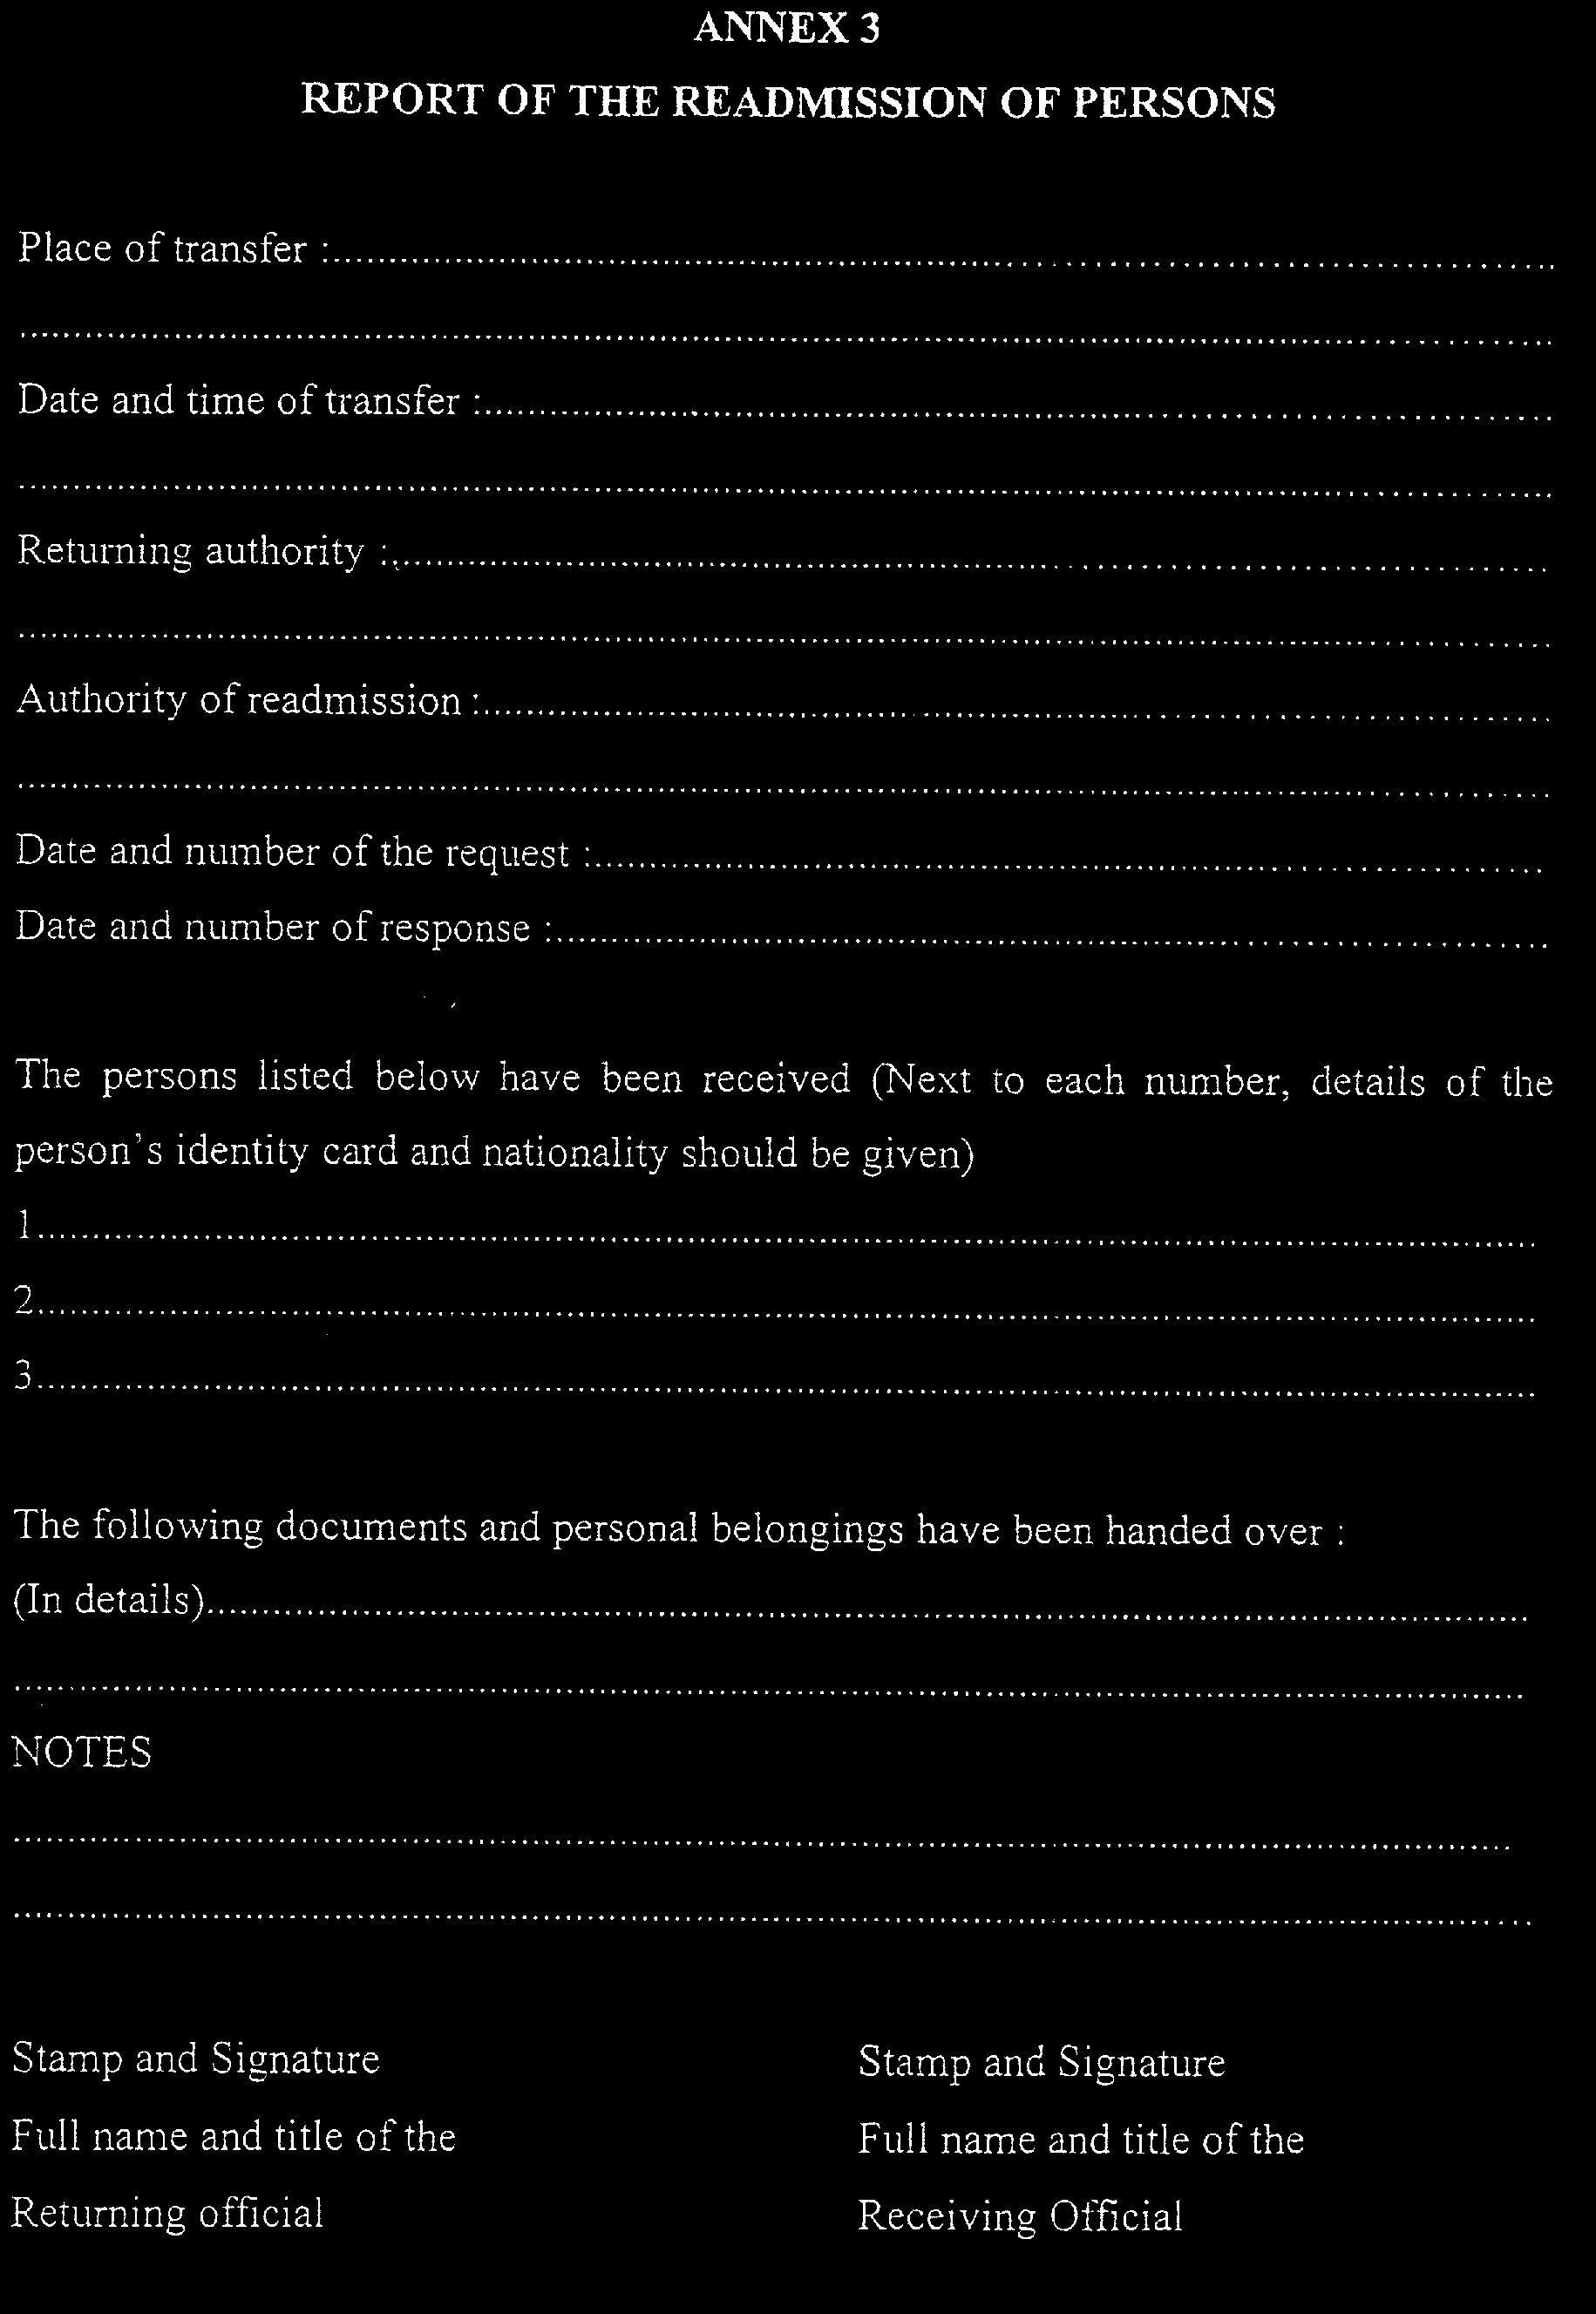 ANNEX 3
REPORT OF THE READMISSION OF PERSONS
Place of transfer :..........................................................................................
..........................................................................................
Date and time of transfer :..........................................................................................
..........................................................................................
Returning authority :..........................................................................................
..........................................................................................
Authority of readmission :..........................................................................................
..........................................................................................
Date and number of the request :..........................................................................................
Date and number of response :..........................................................................................
The persons listed below have been received (Next to each number, details of the
person's identity card and nationality should be given)
1..........................................................................................
2..........................................................................................
3..........................................................................................
The following documents and personal belongings have been handed over :
(In details)..........................................................................................
..........................................................................................
NOTES
..........................................................................................
..........................................................................................
Stamp and Signature
Full name and title of the
Returning official
Stamp and Signature
Full name and title of the
Receiving Official